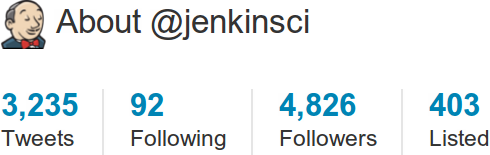 About @jenkinsci
3,235 92 4,826 403
Tweets Following Followers Listed